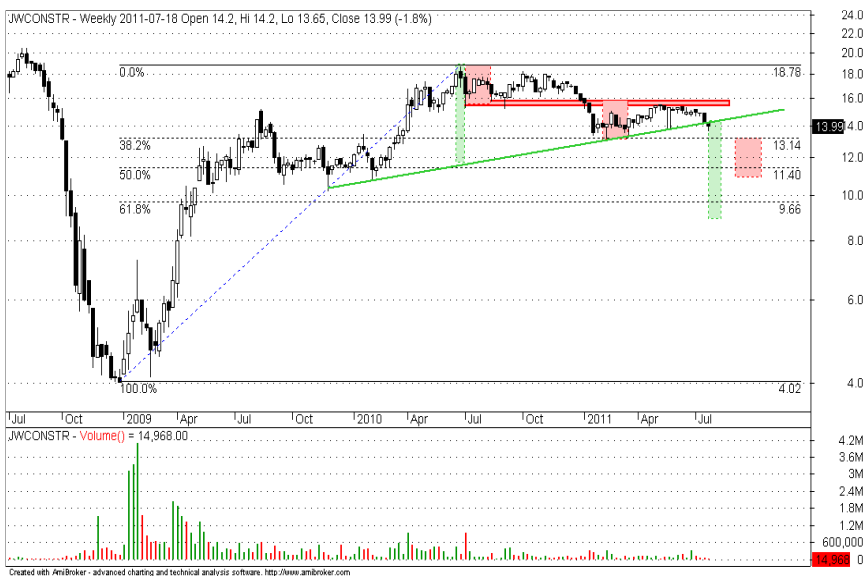 JWCONSTR - Weekly 2011-07-18 Open 14.2, Hi 14.2, Lo 13.65, Close 13.99 (-1.8%)
24.0
22.0
20.0
0.0% 18.78 18.0
16.0
13.99 14.0
38.2% 13.14
12.0
50.0% 11.40
10.0
61.8% 9.66
8.0
6.0
100.0% 4.02 4.0
Jul Oct 2009 Apr Jul Oct 2010 Apr Jul Oct 2011 Apr Jul
JWCONSTR - Volume() = 14,968.00
4.2M
3.6M
3M
2.4M
1.8M
1.2M
600,000
14,968 0
Created with AmiBroker - advanced charting and technical analysis software. http://www.amibroker.com